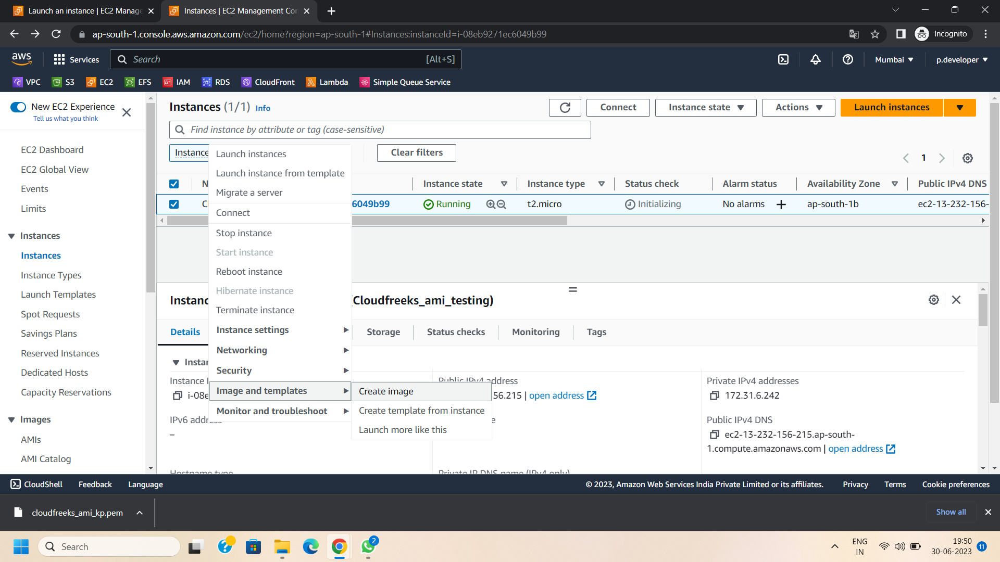 Launch an instance | EC2 Manage
Instances | EC2 Management Con
ap-south-1.console.aws.amazon.com/ec2/home?region=ap-south-1#Instances:instanceId=i-08eb9271ec6049b99
Incognito
aws
Services
Search
[Alt+S]
Mumbai
p.developer
VPC
S3
EC2
EFS
IAM
RDS
CloudFront
Lambda
Simple Queue Service
New EC2 Experience
Tell us what you think
EC2 Dashboard
EC2 Global View
Events
Limits
Instances
Instances
Instance Types
Launch Templates
Spot Requests
Savings Plans
Reserved Instances
Dedicated Hosts
Capacity Reservations
Images
AMIs
AMI Catalog
Instances (1/1) Info
Connect
Instance state
Actions
Launch instances
Find instance by attribute or tag (case-sensitive)
Instance
Clear filters
1
N
Instance state
Instance type
Status check
Alarm status
Availability Zone
Public IPv4 DNS
Cl
6049b99
Running
t2.micro
Initializing
No alarms
ap-south-1b
ec2-13-232-156-
Launch instances
Launch instance from template
Migrate a server
Connect
Stop instance
Start instance
Reboot instance
Hibernate instance
Terminate instance
Instance settings
Networking
Security
Image and templates
Monitor and troubleshoot
Create image
Create template from instance
Launch more like this
Instanc
(Cloudfreeks_ami_testing)
Details
Storage
Status checks
Monitoring
Tags
Instan
Instance I
i-08e
IPv6 address
–
Hostname type
Public IPv4 address
56.215 | open address
e
Private IP DNS name (IPv4 only)
Private IPv4 addresses
172.31.6.242
Public IPv4 DNS
ec2-13-232-156-215.ap-south-
1.compute.amazonaws.com | open address
CloudShell
Feedback
Language
© 2023, Amazon Web Services India Private Limited or its affiliates.
Privacy
Terms
Cookie preferences
cloudfreeks_ami_kp.pem
Show all
Search
2
ENG
IN
19:50
30-06-2023
11